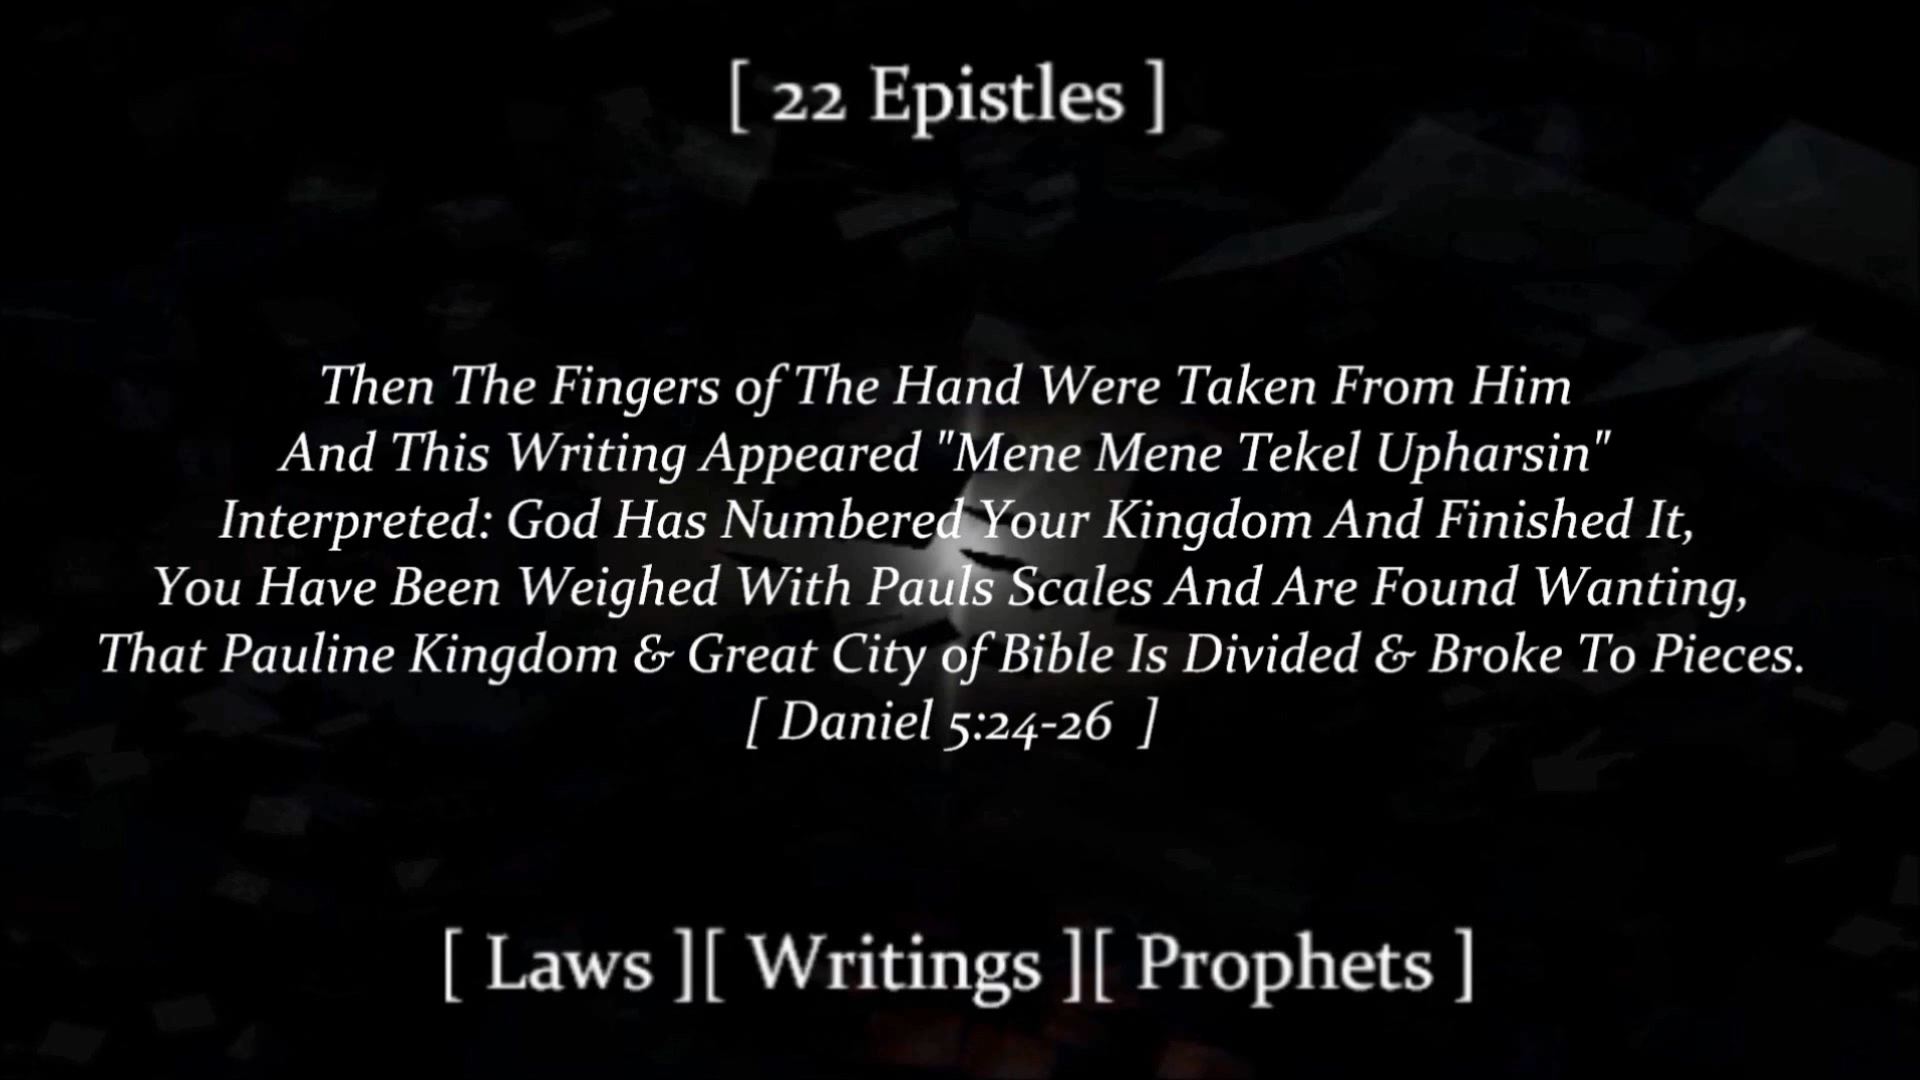 [ 22 Epistles ]
Then The Fingers of The Hand Were Taken From Him
And This Writing Appeared "Mene Mene Tekel Upharsin"
Interpreted: God Has Numbered Your Kingdom And Finished It,
You Have Been Weighed With Pauls Scales And Are Found Wanting,
That Pauline Kingdom & Great City of Bible Is Divided & Broke To Pieces.
[ Daniel 5:24-26 ]
[ Laws ][ Writings ][ Prophets ]